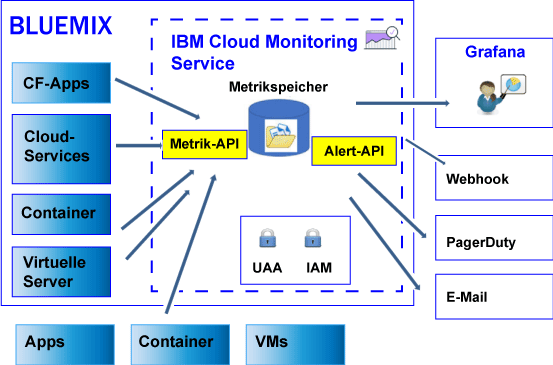 BLUEMIX
IBM Cloud Monitoring
Service
Metrikspeicher
Grafana
CF-Apps
Cloud-
Services
Metrik-API
Alert-API
Webhook
Container
PagerDuty
Virtuelle
Server
UAA
IAM
E-Mail
Apps
Container
VMs